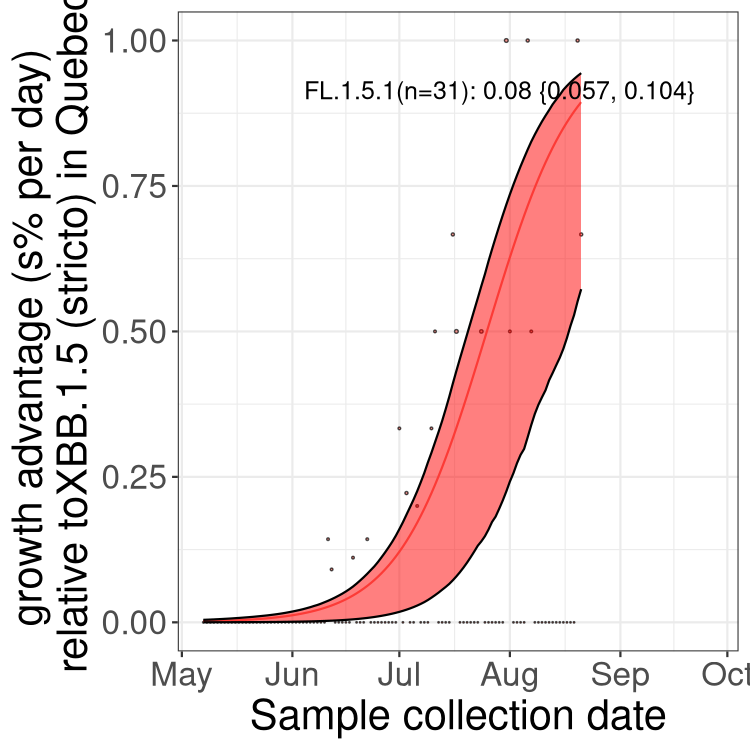 growth advantage (s% per day)
relative toXBB.1.5 (stricto) in Quebec
1.00
0.75
0.50
0.25
0.00
FL.1.5.1(n=31): 0.08 {0.057, 0.104}
May Jun Jul Aug Sep Oct
Sample collection date